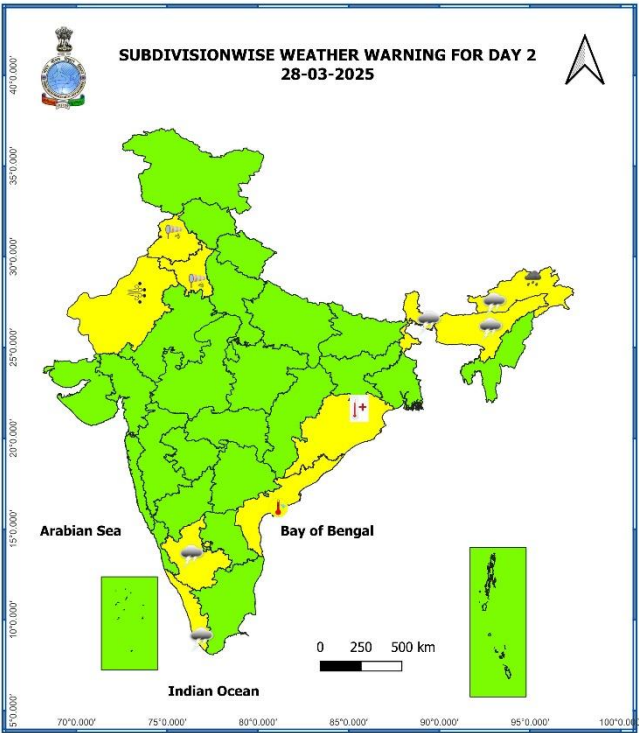 SUBDIVISIONWISE WEATHER WARNING FOR DAY 2
28-03-2025
40°0.000'
35°0.000'
30°0.000'
25°0.000'
20°0.000'
15°0.000'
10°0.000'
5°0.000'
Arabian Sea
Bay of Bengal
0 250 500 km
Indian Ocean
70°0.000' 75°0.000' 80°0.000' 85°0.000' 90°0.000' 95°0.000' 100°0.000'